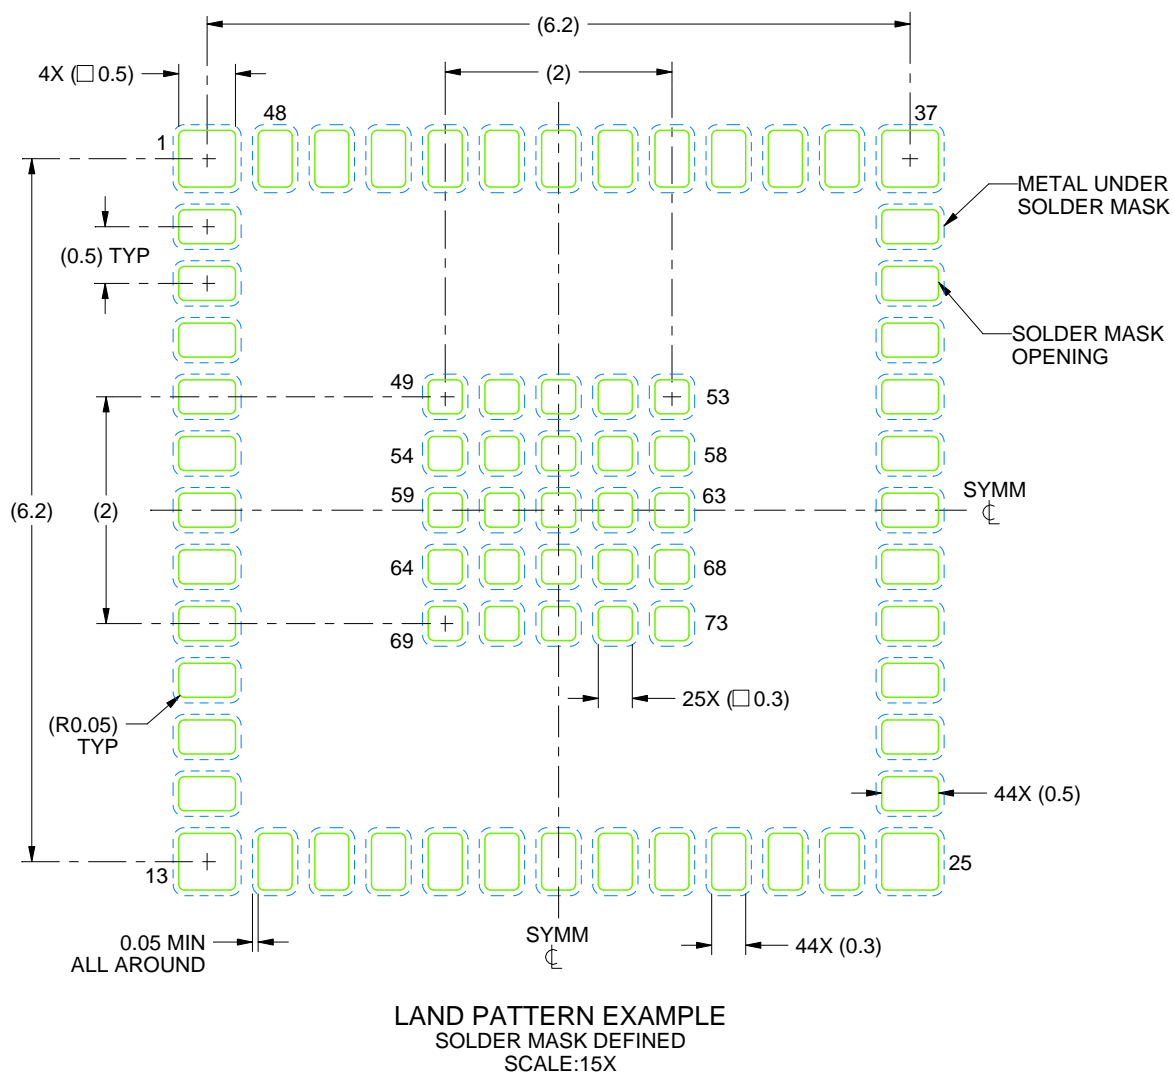 (6.2)
4X (□ 0.5)
(2)
48
37
1
METAL UNDER
SOLDER MASK
(0.5) TYP
SOLDER MASK
OPENING
49
53
54
58
59
63
SYMM
℄
(6.2)
(2)
64
68
69
73
25X (□ 0.3)
(R0.05)
TYP
44X (0.5)
13
25
0.05 MIN
ALL AROUND
SYMM
℄
44X (0.3)
LAND PATTERN EXAMPLE
SOLDER MASK DEFINED
SCALE:15X